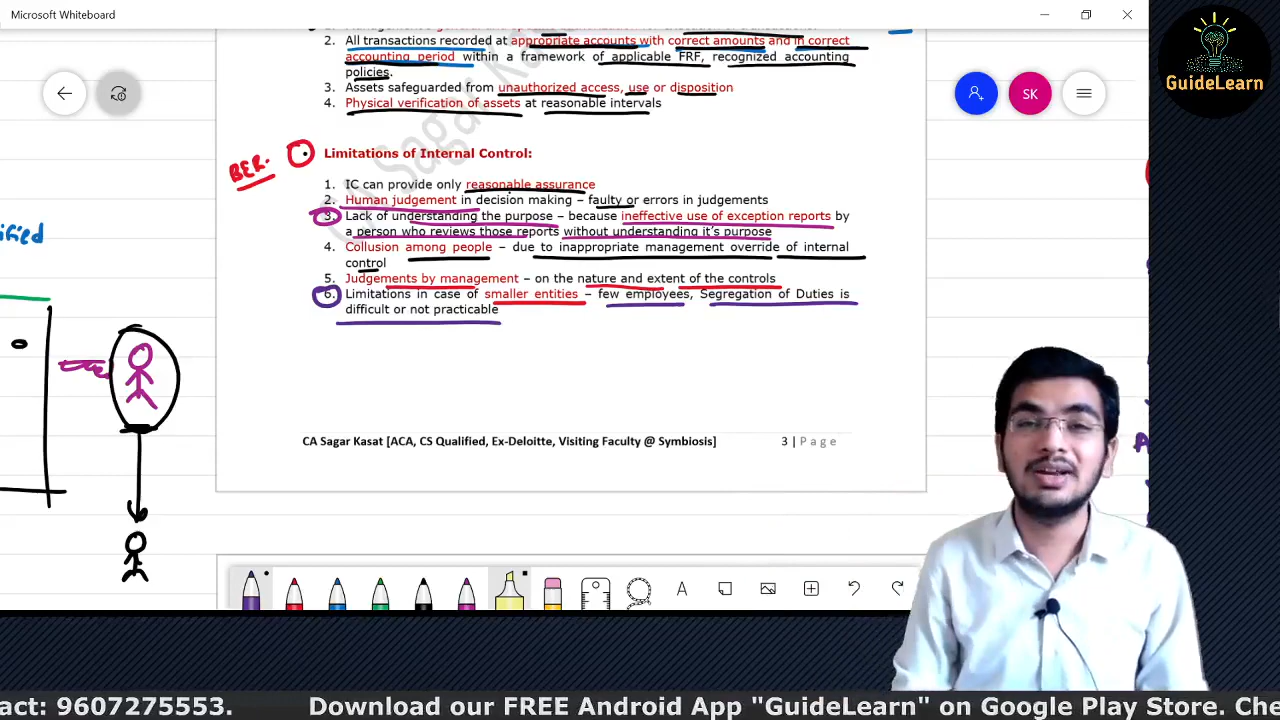 Microsoft Whiteboard
GuideLearn
2. All transactions recorded at appropriate accounts with correct amounts and in correct
accounting period within a framework of applicable FRF, recognized accounting
policies.
3. Assets safeguarded from unauthorized access, use or disposition
4. Physical verification of assets at reasonable intervals
SK
BER.
Limitations of Internal Control:
1. IC can provide only reasonable assurance
2. Human judgement in decision making – faulty or errors in judgements
3. Lack of understanding the purpose – because ineffective use of exception reports by
a person who reviews those reports without understanding it's purpose
4. Collusion among people – due to inappropriate management override of internal
control
5. Judgements by management – on the nature and extent of the controls
6. Limitations in case of smaller entities – few employees, Segregation of Duties is
difficult or not practicable
CA Sagar Kasat [ACA, CS Qualified, Ex-Deloitte, Visiting Faculty @ Symbiosis]
3 | Page
CA Sagar Ka
act: 9607275553. Download our FREE Android App "GuideLearn" on Google Play Store. Che